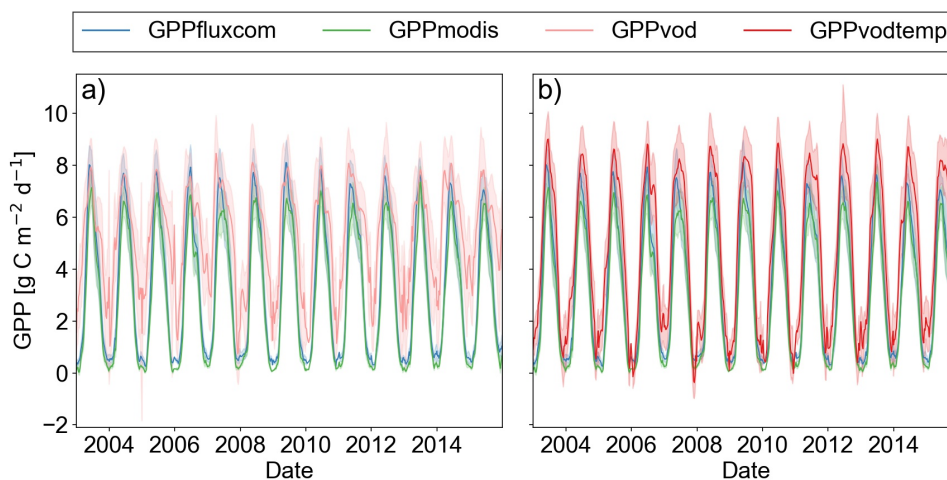 GPPfluxcom GPPmodis GPPvod GPPvodtemp
a) b)
GPP [g C m⁻² d⁻¹]
10
8
6
4
2
0
−2
2004 2006 2008 2010 2012 2014 2004 2006 2008 2010 2012 2014
Date Date